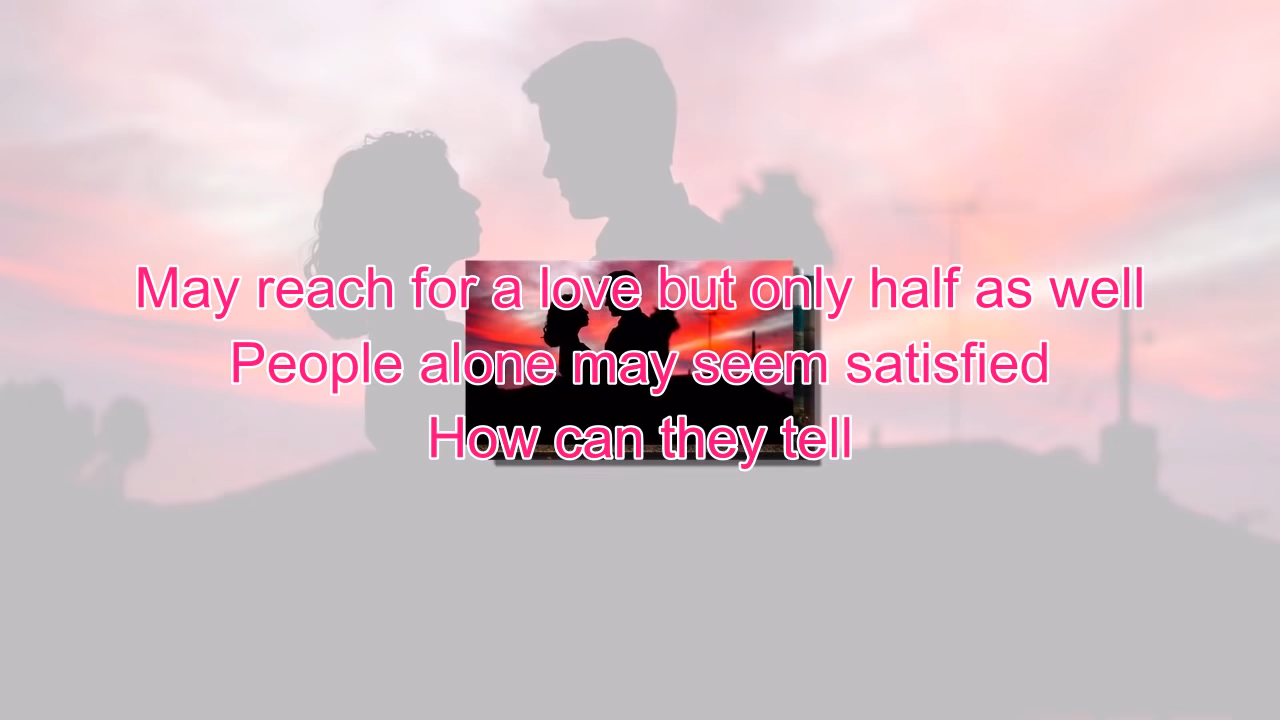 May reach for a love but only half as well
People alone may seem satisfied
How can they tell